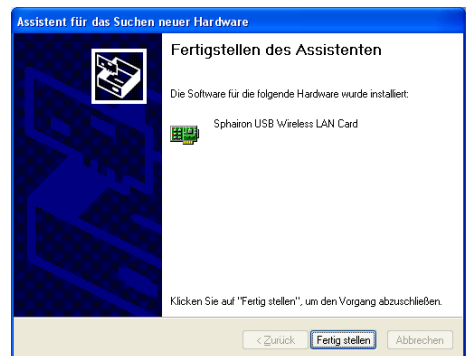 Assistent für das Suchen neuer Hardware
Fertigstellen des Assistenten
Die Software für die folgende Hardware wurde installiert:
Sphairon USB Wireless LAN Card
Klicken Sie auf "Fertig stellen", um den Vorgang abzuschließen.
< Zurück Fertig stellen Abbrechen